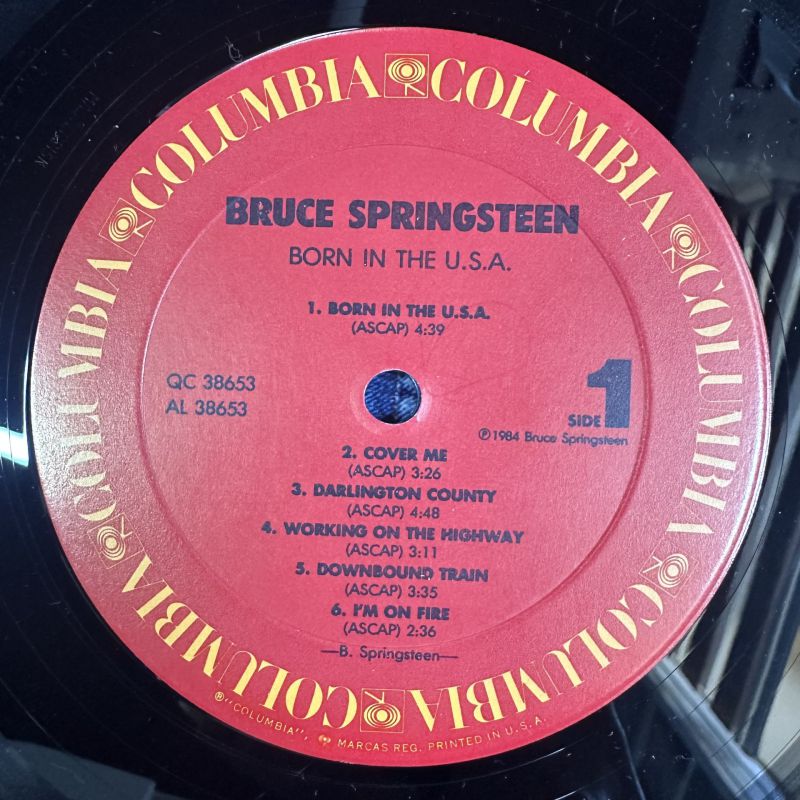 COLUMBIA COLUMBIA COLUMBIA COLUMBIA COLUMBIA COLUMBIA COLUMBIA COLUMBIA
BRUCE SPRINGSTEEN
BORN IN THE U.S.A.
1. BORN IN THE U.S.A.
(ASCAP) 4:39
QC 38653
AL 38653
SIDE 1
℗1984 Bruce Springsteen
2. COVER ME
(ASCAP) 3:26
3. DARLINGTON COUNTY
(ASCAP) 4:48
4. WORKING ON THE HIGHWAY
(ASCAP) 3:11
5. DOWNBOUND TRAIN
(ASCAP) 3:35
6. I'M ON FIRE
(ASCAP) 2:36
—B. Springsteen—
®"COLUMBIA", MARCAS REG. PRINTED IN U.S.A.